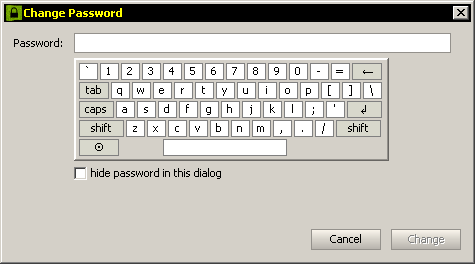 Change Password
Password:
` 1 2 3 4 5 6 7 8 9 0 - = ←
tab q w e r t y u i o p [ ] \
caps a s d f g h j k l ; ' ↲
shift z x c v b n m , . / shift
hide password in this dialog
Cancel Change